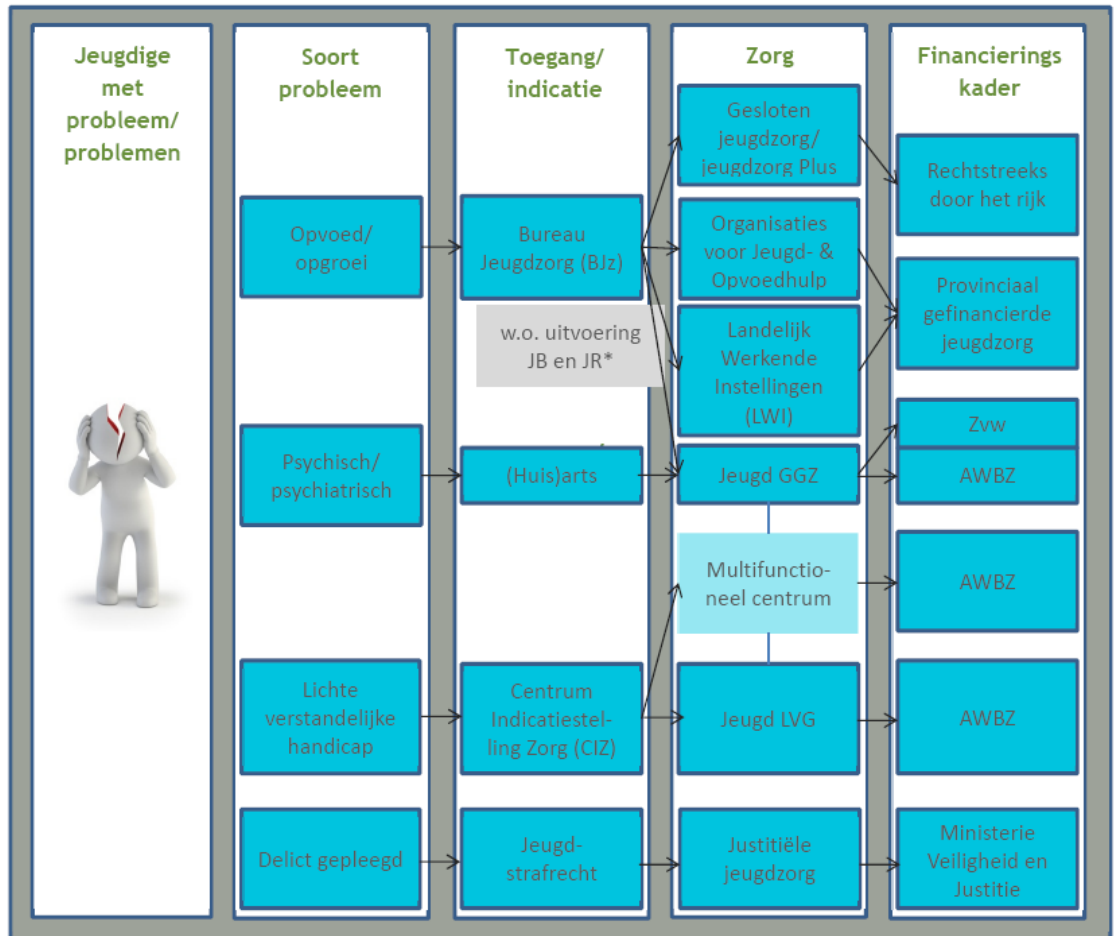 Jeugdige
met
probleem/
problemen
Soort
probleem
Opvoed/
opgroei
Psychisch/
psychiatrisch
Lichte
verstandelijke
handicap
Delict gepleegd
Toegang/
indicatie
Bureau
Jeugdzorg (BJz)
w.o. uitvoering
JB en JR*
(Huis)arts
Centrum
Indicatiestel-
ling Zorg (CIZ)
Jeugd-
strafrecht
Zorg
Gesloten
jeugdzorg/
jeugdzorg Plus
Organisaties
voor Jeugd- &
Opvoedhulp
Landelijk
Werkende
Instellingen
(LWI)
Jeugd GGZ
Multifunctio-
neel centrum
Jeugd LVG
Justitiële
jeugdzorg
Financierings
kader
Rechtstreeks
door het rijk
Provinciaal
gefinancierde
jeugdzorg
Zvw
AWBZ
AWBZ
AWBZ
Ministerie
Veiligheid en
Justitie